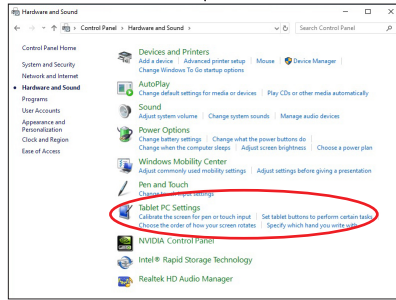 Hardware and Sound
Control Panel > Hardware and Sound >
Search Control Panel
Control Panel Home
System and Security
Network and Internet
Hardware and Sound
Programs
User Accounts
Appearance and
Personalization
Clock and Region
Ease of Access
Devices and Printers
Add a device Advanced printer setup Mouse Device Manager
Change Windows To Go startup options
AutoPlay
Change default settings for media or devices Play CDs or other media automatically
Sound
Adjust system volume Change system sounds Manage audio devices
Power Options
Change battery settings Change what the power buttons do
Change when the computer sleeps Adjust screen brightness Choose a power plan
Windows Mobility Center
Adjust commonly used mobility settings Adjust settings before giving a presentation
Pen and Touch
Change touch input settings
Tablet PC Settings
Calibrate the screen for pen or touch input Set tablet buttons to perform certain tasks
Choose the order of how your screen rotates Specify which hand you write with
NVIDIA Control Panel
Intel® Rapid Storage Technology
Realtek HD Audio Manager